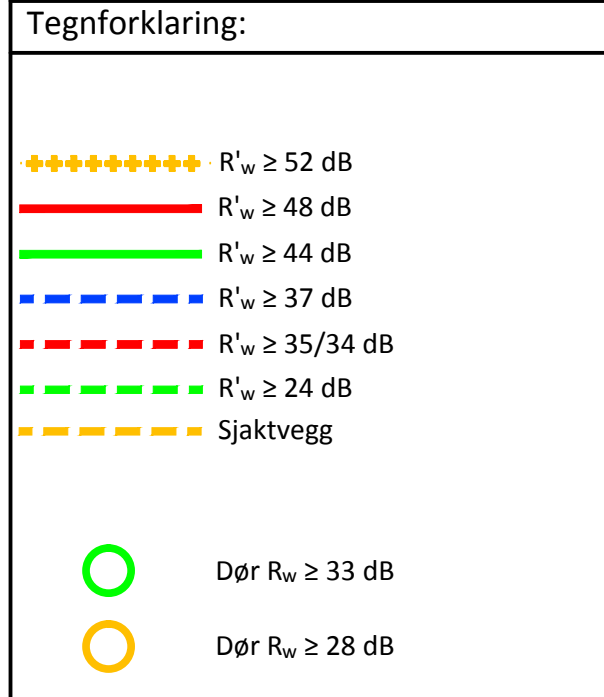 Tegnforklaring:
R'w ≥ 52 dB
R'w ≥ 48 dB
R'w ≥ 44 dB
R'w ≥ 37 dB
R'w ≥ 35/34 dB
R'w ≥ 24 dB
Sjaktvegg
Dør Rw ≥ 33 dB
Dør Rw ≥ 28 dB